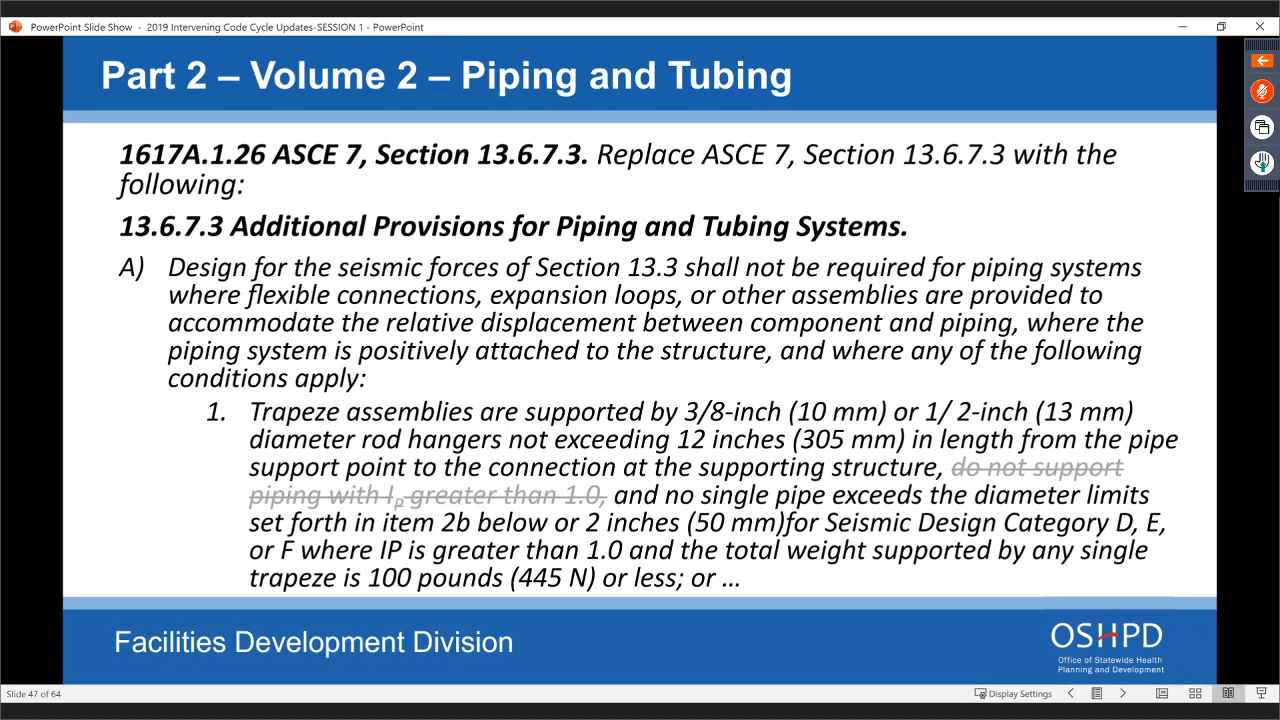 PowerPoint Slide Show - 2019 Intervening Code Cycle Updates-SESSION 1 - PowerPoint
Part 2 – Volume 2 – Piping and Tubing
1617A.1.26 ASCE 7, Section 13.6.7.3. Replace ASCE 7, Section 13.6.7.3 with the
following:
13.6.7.3 Additional Provisions for Piping and Tubing Systems.
A) Design for the seismic forces of Section 13.3 shall not be required for piping systems
where flexible connections, expansion loops, or other assemblies are provided to
accommodate the relative displacement between component and piping, where the
piping system is positively attached to the structure, and where any of the following
conditions apply:
1. Trapeze assemblies are supported by 3/8-inch (10 mm) or 1/ 2-inch (13 mm)
diameter rod hangers not exceeding 12 inches (305 mm) in length from the pipe
support point to the connection at the supporting structure, do not support
piping with Ip greater than 1.0, and no single pipe exceeds the diameter limits
set forth in item 2b below or 2 inches (50 mm)for Seismic Design Category D, E,
or F where IP is greater than 1.0 and the total weight supported by any single
trapeze is 100 pounds (445 N) or less; or …
Facilities Development Division
OSHPD
Office of Statewide Health
Planning and Development
Slide 47 of 64
Display Settings